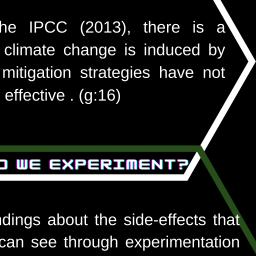 he IPCC (2013), there is a
climate change is induced by
mitigation strategies have not
effective . (g:16)
O WE EXPERIMENT?
ndings about the side-effects that
can see through experimentation